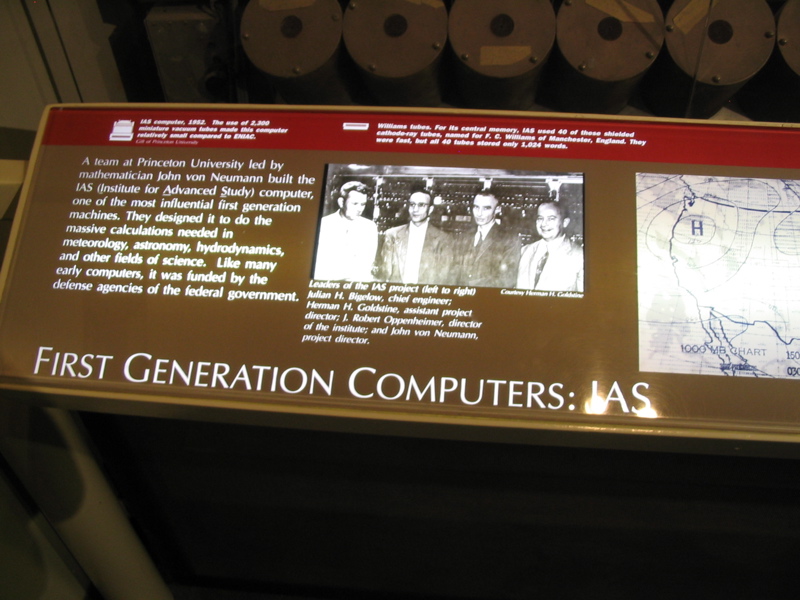 IAS computer, 1952. The use of 2,300
miniature vacuum tubes made this computer
relatively small compared to ENIAC.
Gift of Princeton University
Williams tubes. For its central memory, IAS used 40 of these shielded
cathode-ray tubes, named for F. C. Williams of Manchester, England. They
were fast, but all 40 tubes stored only 1,024 words.
A team at Princeton University led by
mathematician John von Neumann built the
IAS (Institute for Advanced Study) computer,
one of the most influential first generation
machines. They designed it to do the
massive calculations needed in
meteorology, astronomy, hydrodynamics,
and other fields of science. Like many
early computers, it was funded by the
defense agencies of the federal government.
Courtesy Herman H. Goldstine
Leaders of the IAS project (left to right)
Julian H. Bigelow, chief engineer;
Herman H. Goldstine, assistant project
director; J. Robert Oppenheimer, director
of the institute; and John von Neumann,
project director.
H
1000 MB CHART
150
030
FIRST GENERATION COMPUTERS: IAS